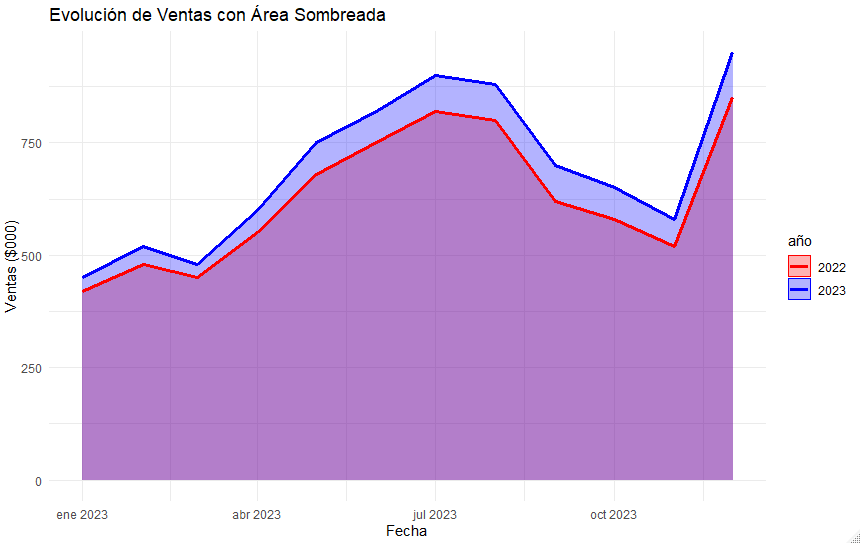 Evolución de Ventas con Área Sombreada
Ventas ($000)
750
500
250
0
ene 2023
abr 2023
jul 2023
oct 2023
Fecha
año
2022
2023